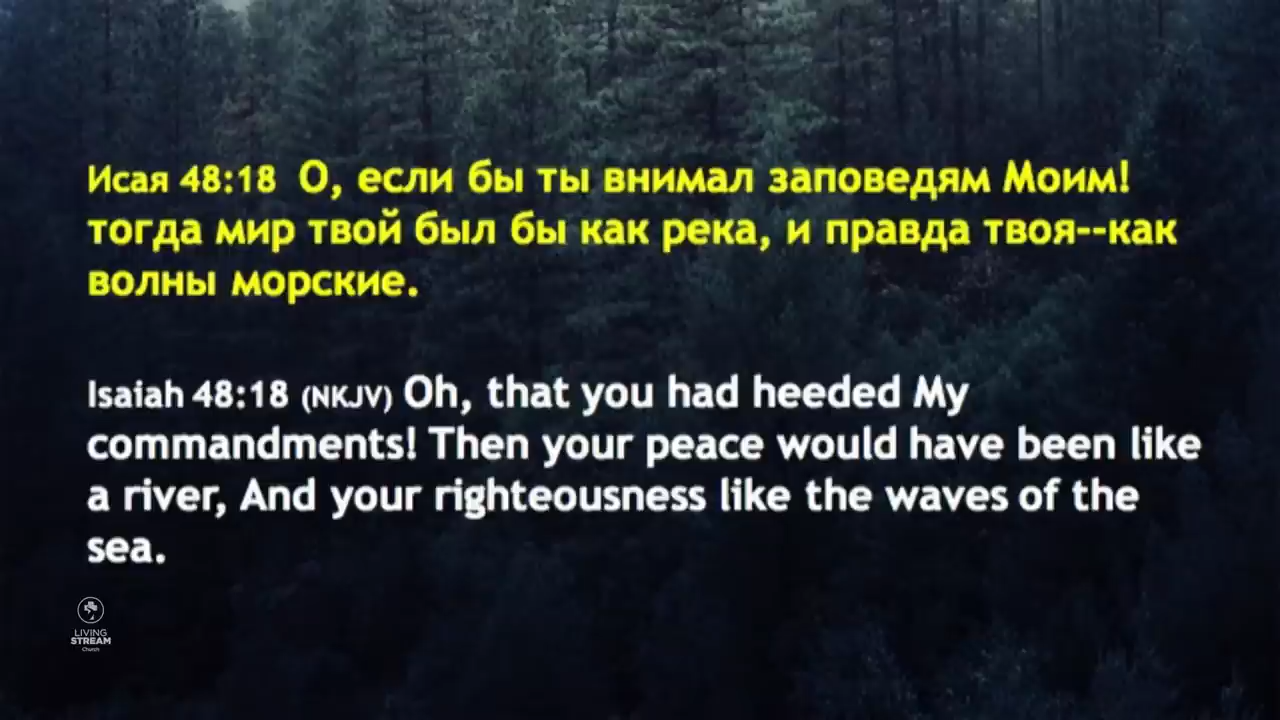 Исая 48:18 О, если бы ты внимал заповедям Моим!
тогда мир твой был бы как река, и правда твоя--как
волны морские.
Isaiah 48:18 (NKJV) Oh, that you had heeded My
commandments! Then your peace would have been like
a river, And your righteousness like the waves of the
sea.
LIVING
STREAM
Church